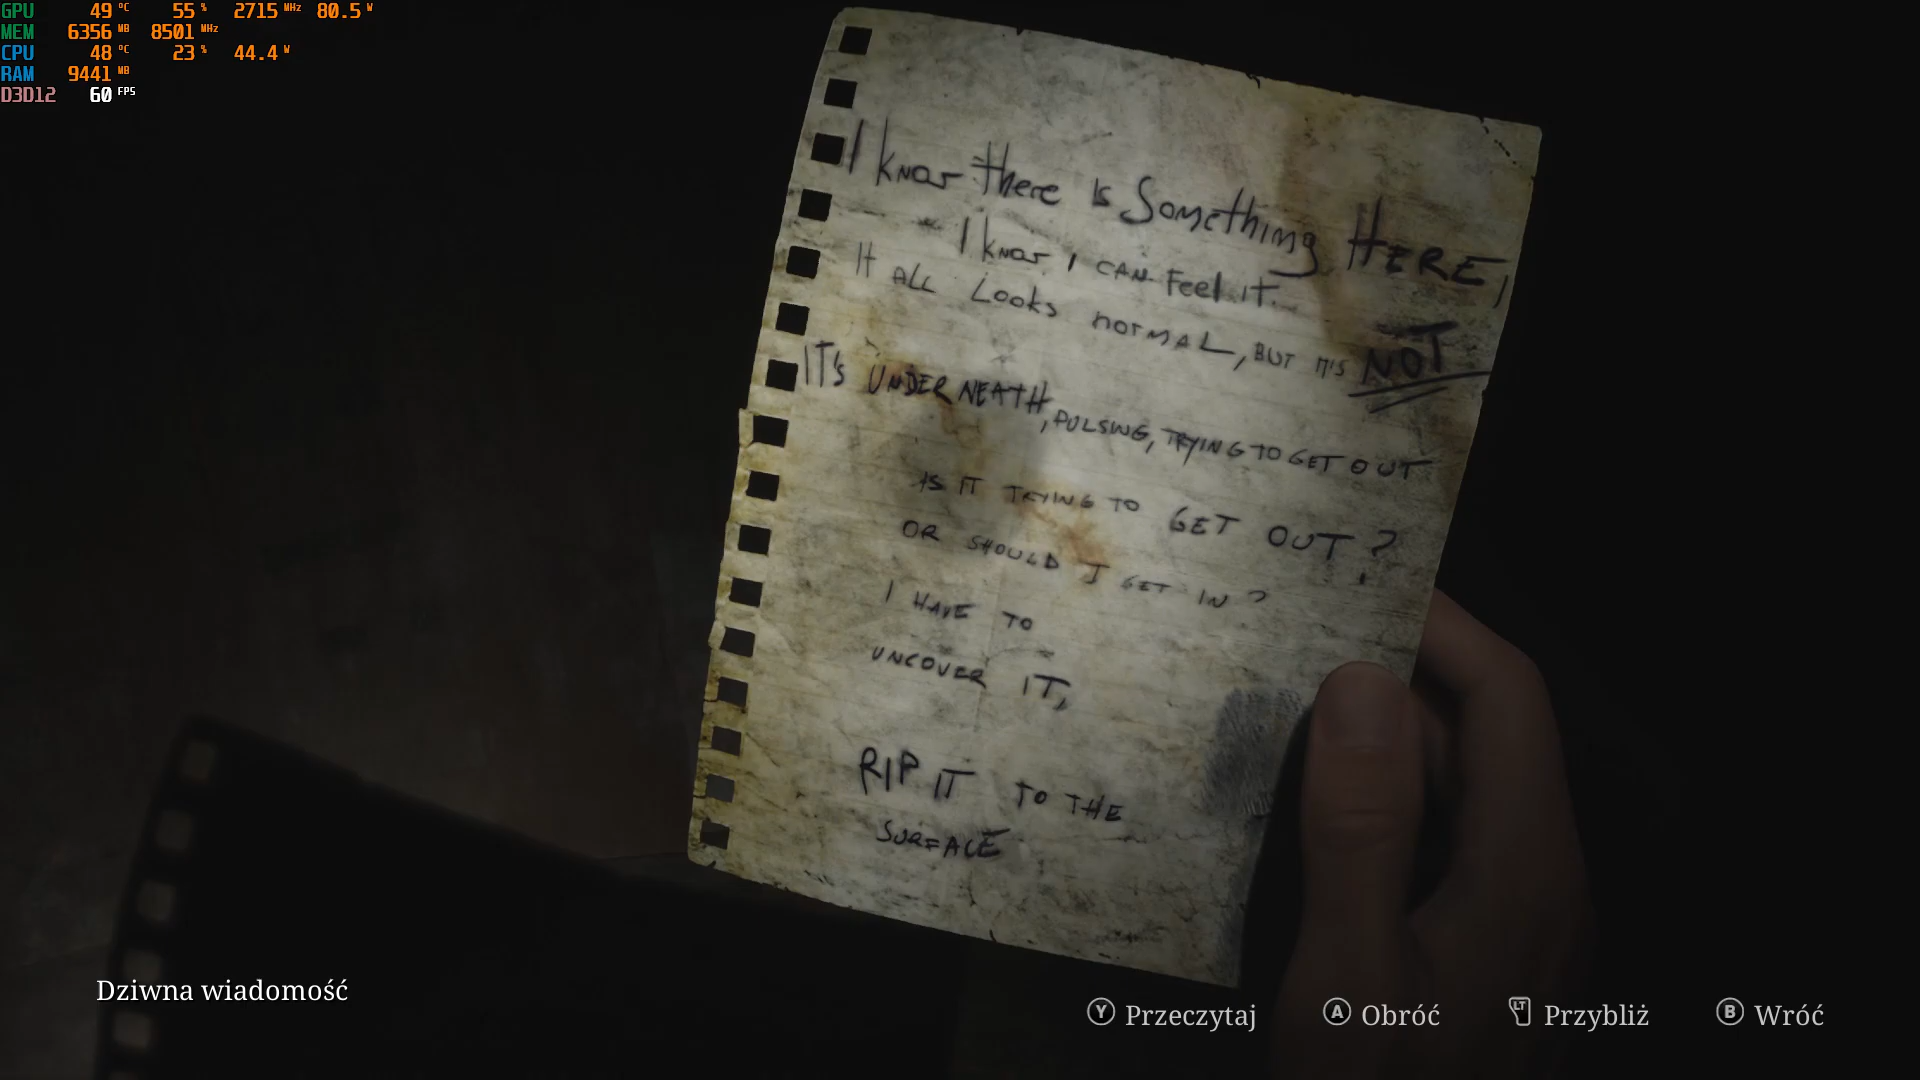 GPU 49 °C 55 % 2715 MHz 80.5 W
MEM 6356 MB 8501 MHz
CPU 48 °C 23 % 44.4 W
RAM 9441 MB
D3D12 60 FPS
I know there is Something HERE,
I know I CAN Feel IT.
It ALL Looks normAL, BUT IT'S NOT
IT'S UNDERNEATH, PULSING, TRYING TO GET OUT
IS IT TRYING TO GET OUT?
OR SHOULD I GET IN?
I HAVE TO
UNCOVER IT,
RIP IT TO THE
SURFACE
Dziwna wiadomość
Y Przeczytaj A Obróć LT Przybliż B Wróć